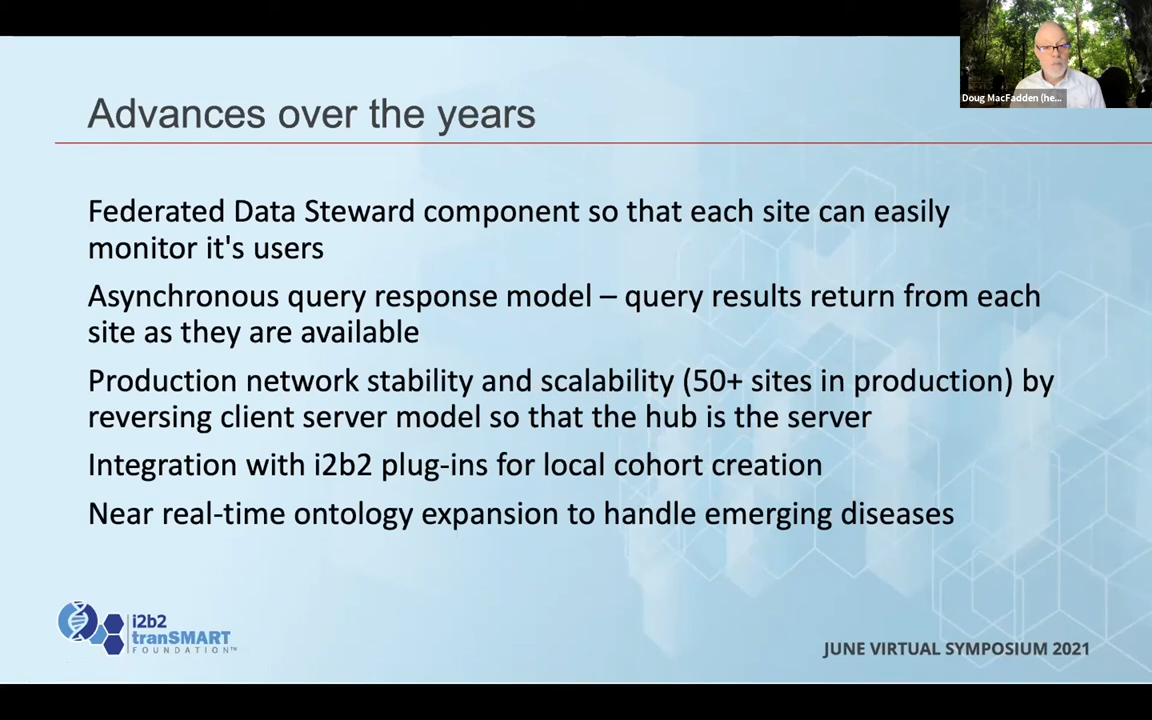 Doug MacFadden (he...
Advances over the years
Federated Data Steward component so that each site can easily
monitor it's users
Asynchronous query response model – query results return from each
site as they are available
Production network stability and scalability (50+ sites in production) by
reversing client server model so that the hub is the server
Integration with i2b2 plug-ins for local cohort creation
Near real-time ontology expansion to handle emerging diseases
i2b2
tranSMART
FOUNDATION™
JUNE VIRTUAL SYMPOSIUM 2021